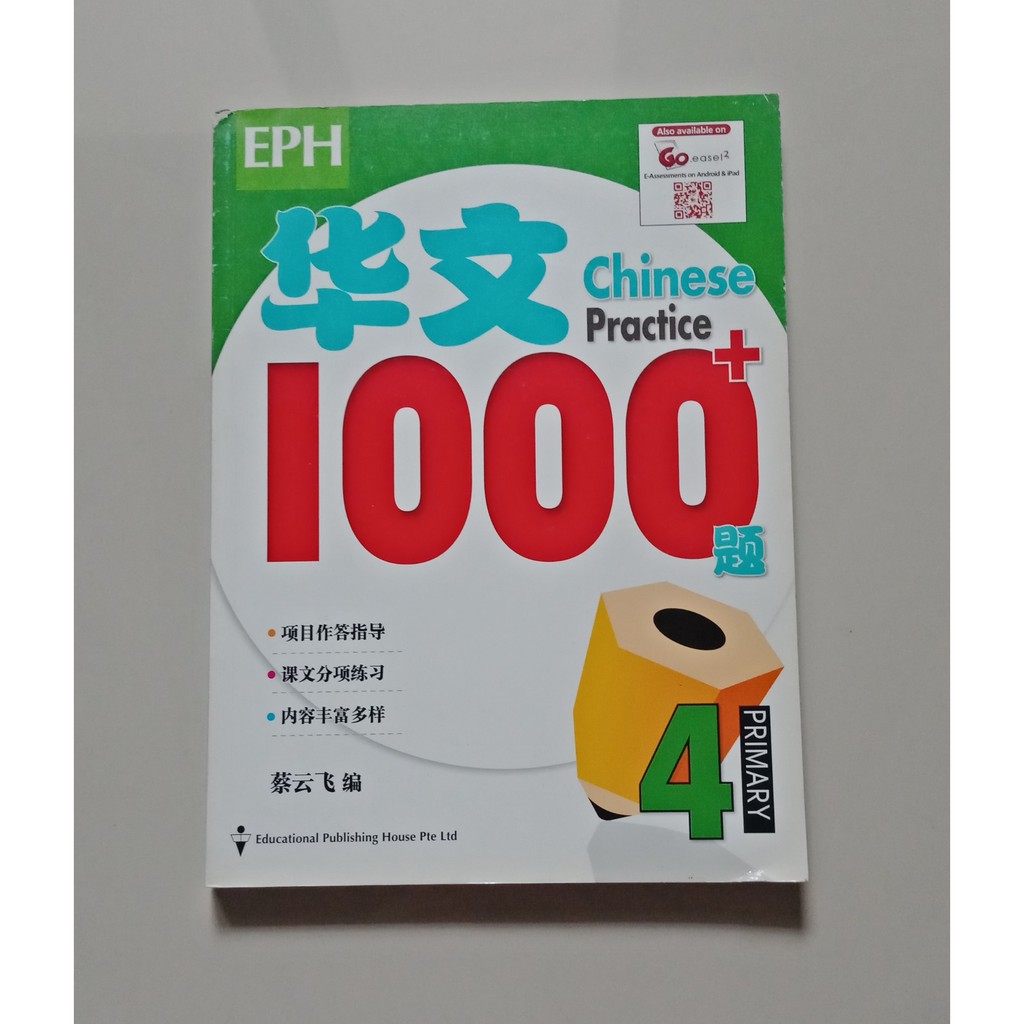 EPH
Also available on
Go.easel2
E-Assessments on Android & iPad
华文
Chinese
Practice
1000+
题
项目作答指导
课文分项练习
内容丰富多样
蔡云飞 编
4
PRIMARY
Educational Publishing House Pte Ltd